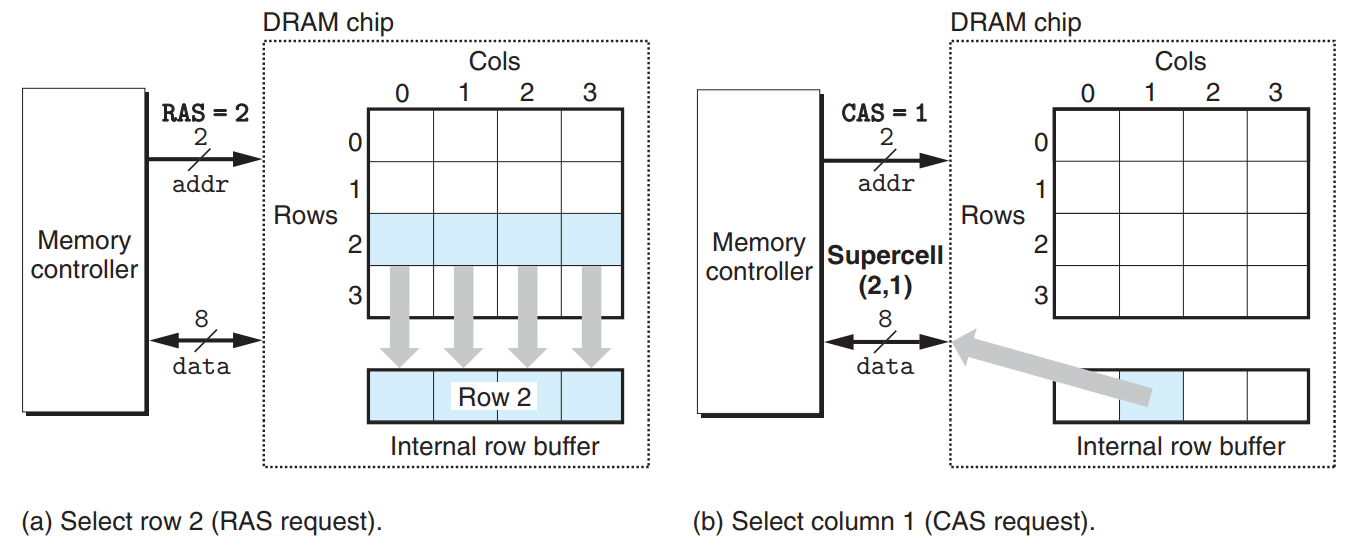 DRAM chip
Cols
0 1 2 3
RAS = 2
2
addr
0
1
Rows
2
3
Memory
controller
8
data
Row 2
Internal row buffer
(a) Select row 2 (RAS request).
DRAM chip
Cols
0 1 2 3
CAS = 1
2
addr
0
1
Rows
2
3
Memory
controller
Supercell
(2,1)
8
data
Internal row buffer
(b) Select column 1 (CAS request).